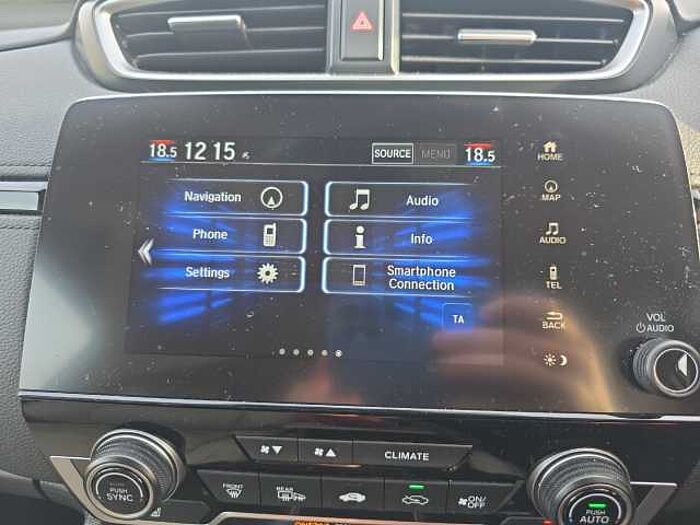 18.5 12 15 SOURCE MENU 18.5
HOME
Navigation
Audio
MAP
Phone
Info
AUDIO
Settings
Smartphone
Connection
TEL
TA
BACK
VOL
AUDIO
CLIMATE
PUSH
SYNC
FRONT
REAR
ON/
OFF
PUSH
AUTO